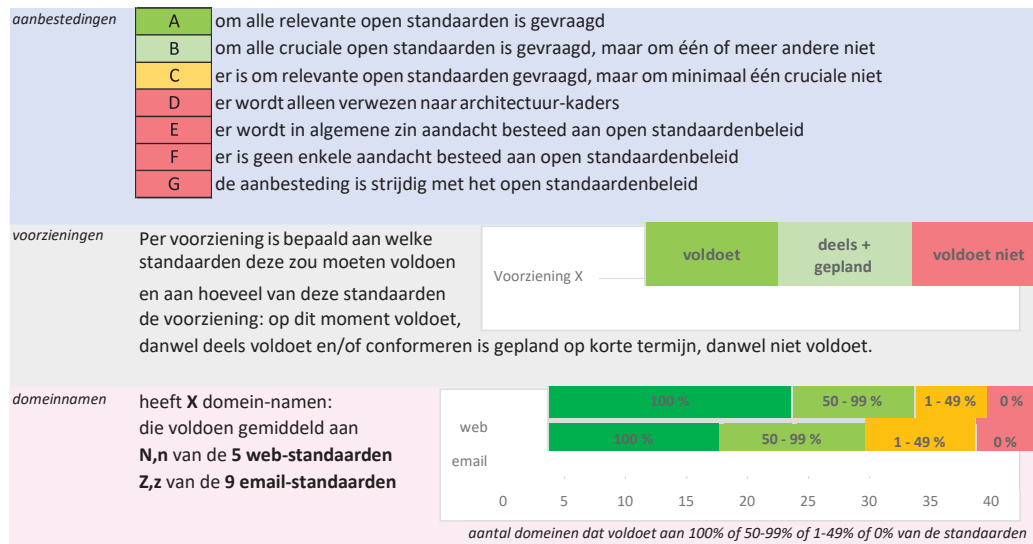 aanbestedingen
A om alle relevante open standaarden is gevraagd
B om alle cruciale open standaarden is gevraagd, maar om één of meer andere niet
C er is om relevante open standaarden gevraagd, maar om minimaal één cruciale niet
D er wordt alleen verwezen naar architectuur-kaders
E er wordt in algemene zin aandacht besteed aan open standaardenbeleid
F er is geen enkele aandacht besteed aan open standaardenbeleid
G de aanbesteding is strijdig met het open standaardenbeleid
voorzieningen
Per voorziening is bepaald aan welke
standaarden deze zou moeten voldoen
en aan hoeveel van deze standaarden
de voorziening: op dit moment voldoet,
danwel deels voldoet en/of conformeren is gepland op korte termijn, danwel niet voldoet.
Voorziening X
voldoet
deels +
gepland
voldoet niet
domeinnamen
heeft X domein-namen:
die voldoen gemiddeld aan
N,n van de 5 web-standaarden
Z,z van de 9 email-standaarden
web 100 % 50 - 99 % 1 - 49 % 0 %
email 100 % 50 - 99 % 1 - 49 % 0 %
0 5 10 15 20 25 30 35 40
aantal domeinen dat voldoet aan 100% of 50-99% of 1-49% of 0% van de standaarden